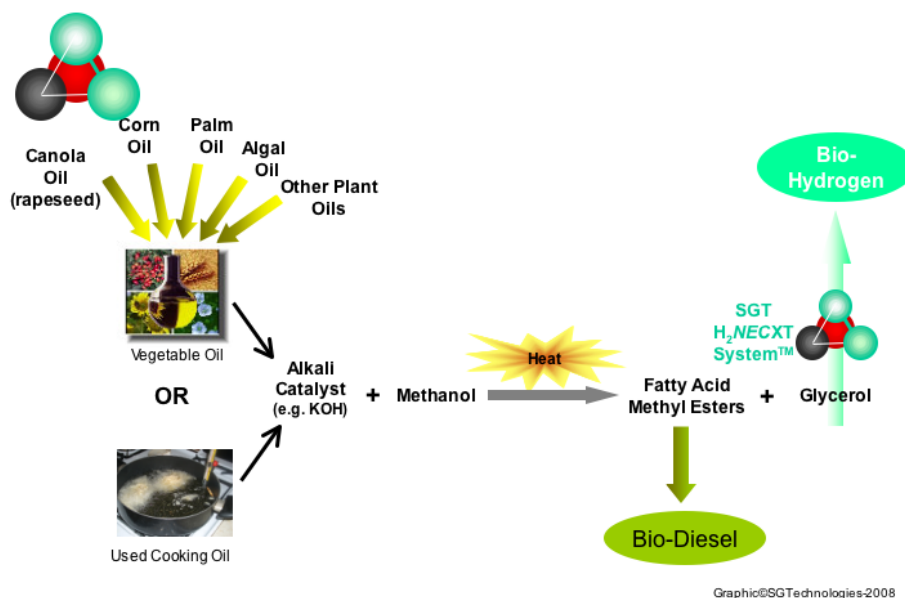 Canola
Oil
(rapeseed)
Corn
Oil
Palm
Oil
Algal
Oil
Other Plant
Oils
Vegetable Oil
OR
Used Cooking Oil
Alkali
Catalyst
(e.g. KOH)
+
Methanol
Heat
Fatty Acid
Methyl Esters
+
Glycerol
SGT
H₂NECXT
System™
Bio-
Hydrogen
Bio-Diesel
Graphic©SGTechnologies-2008